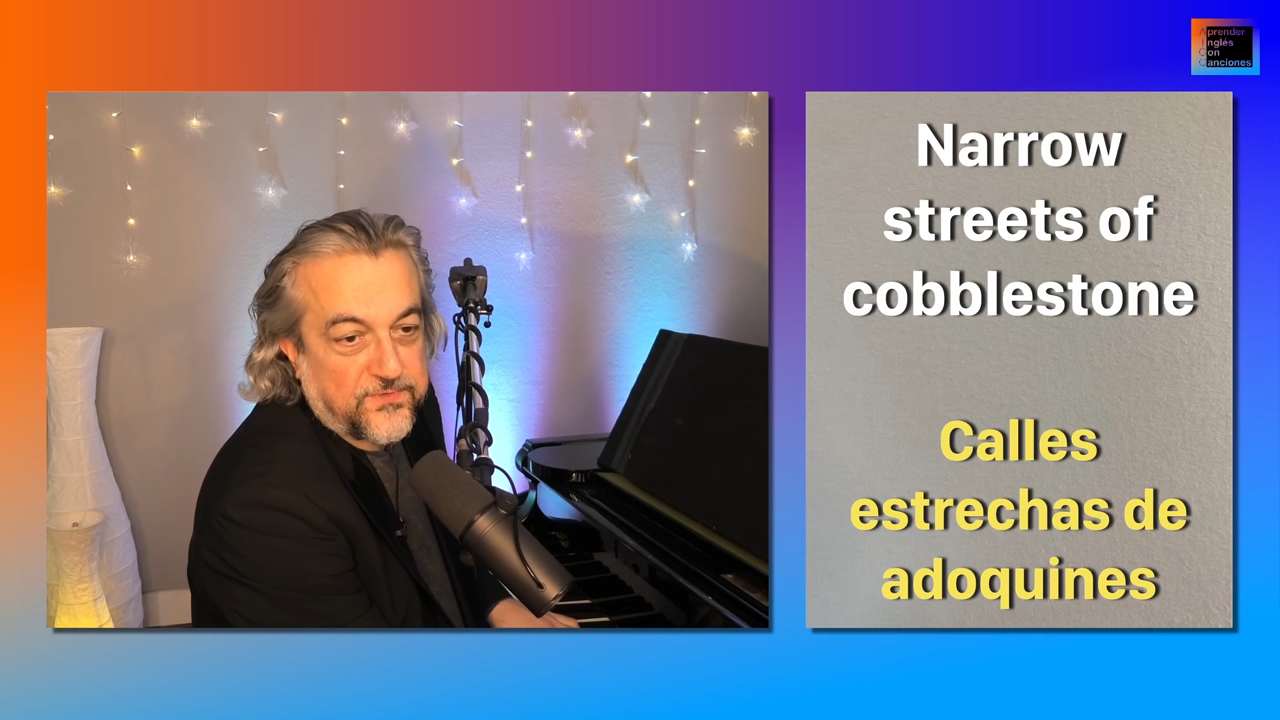 Aprender
Inglés
Con
Canciones
Narrow
streets of
cobblestone
Calles
estrechas de
adoquines